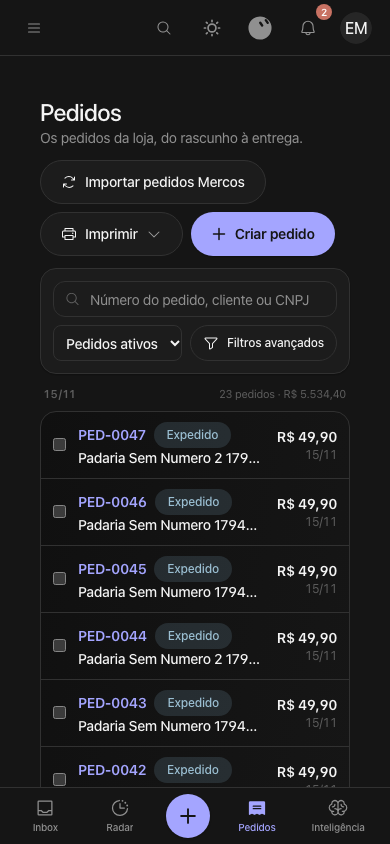 2
EM
Pedidos
Os pedidos da loja, do rascunho à entrega.
Importar pedidos Mercos
Imprimir
Criar pedido
Número do pedido, cliente ou CNPJ
Pedidos ativos
Filtros avançados
15/11
23 pedidos · R$ 5.534,40
PED-0047 Expedido R$ 49,90
Padaria Sem Numero 2 179... 15/11
PED-0046 Expedido R$ 49,90
Padaria Sem Numero 1794... 15/11
PED-0045 Expedido R$ 49,90
Padaria Sem Numero 1794... 15/11
PED-0044 Expedido R$ 49,90
Padaria Sem Numero 2 179... 15/11
PED-0043 Expedido R$ 49,90
Padaria Sem Numero 1794... 15/11
PED-0042 Expedido R$ 49,90
Inbox
Radar
Pedidos
Inteligência